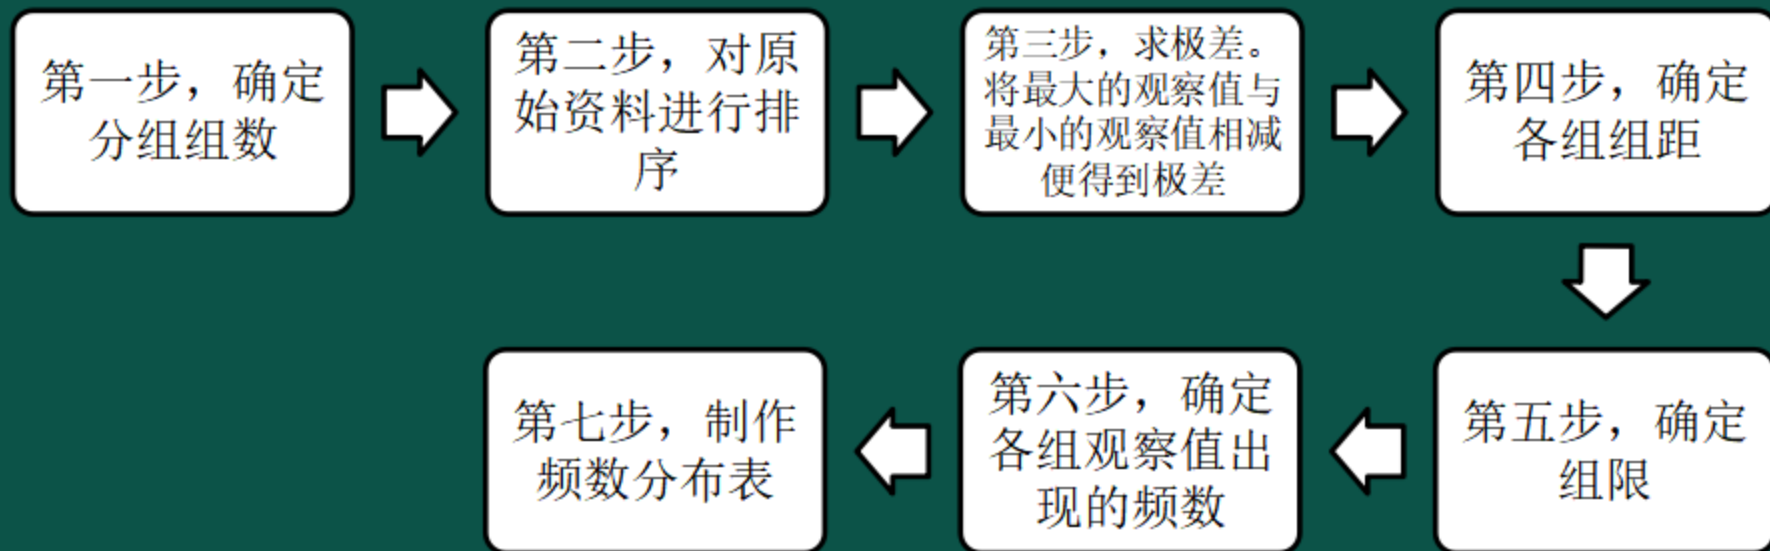 第一步，确定
分组组数
第二步，对原
始资料进行排
序
第三步，求极差。
将最大的观察值与
最小的观察值相减
便得到极差
第四步，确定
各组组距
第五步，确定
组限
第六步，确定
各组观察值出
现的频数
第七步，制作
频数分布表